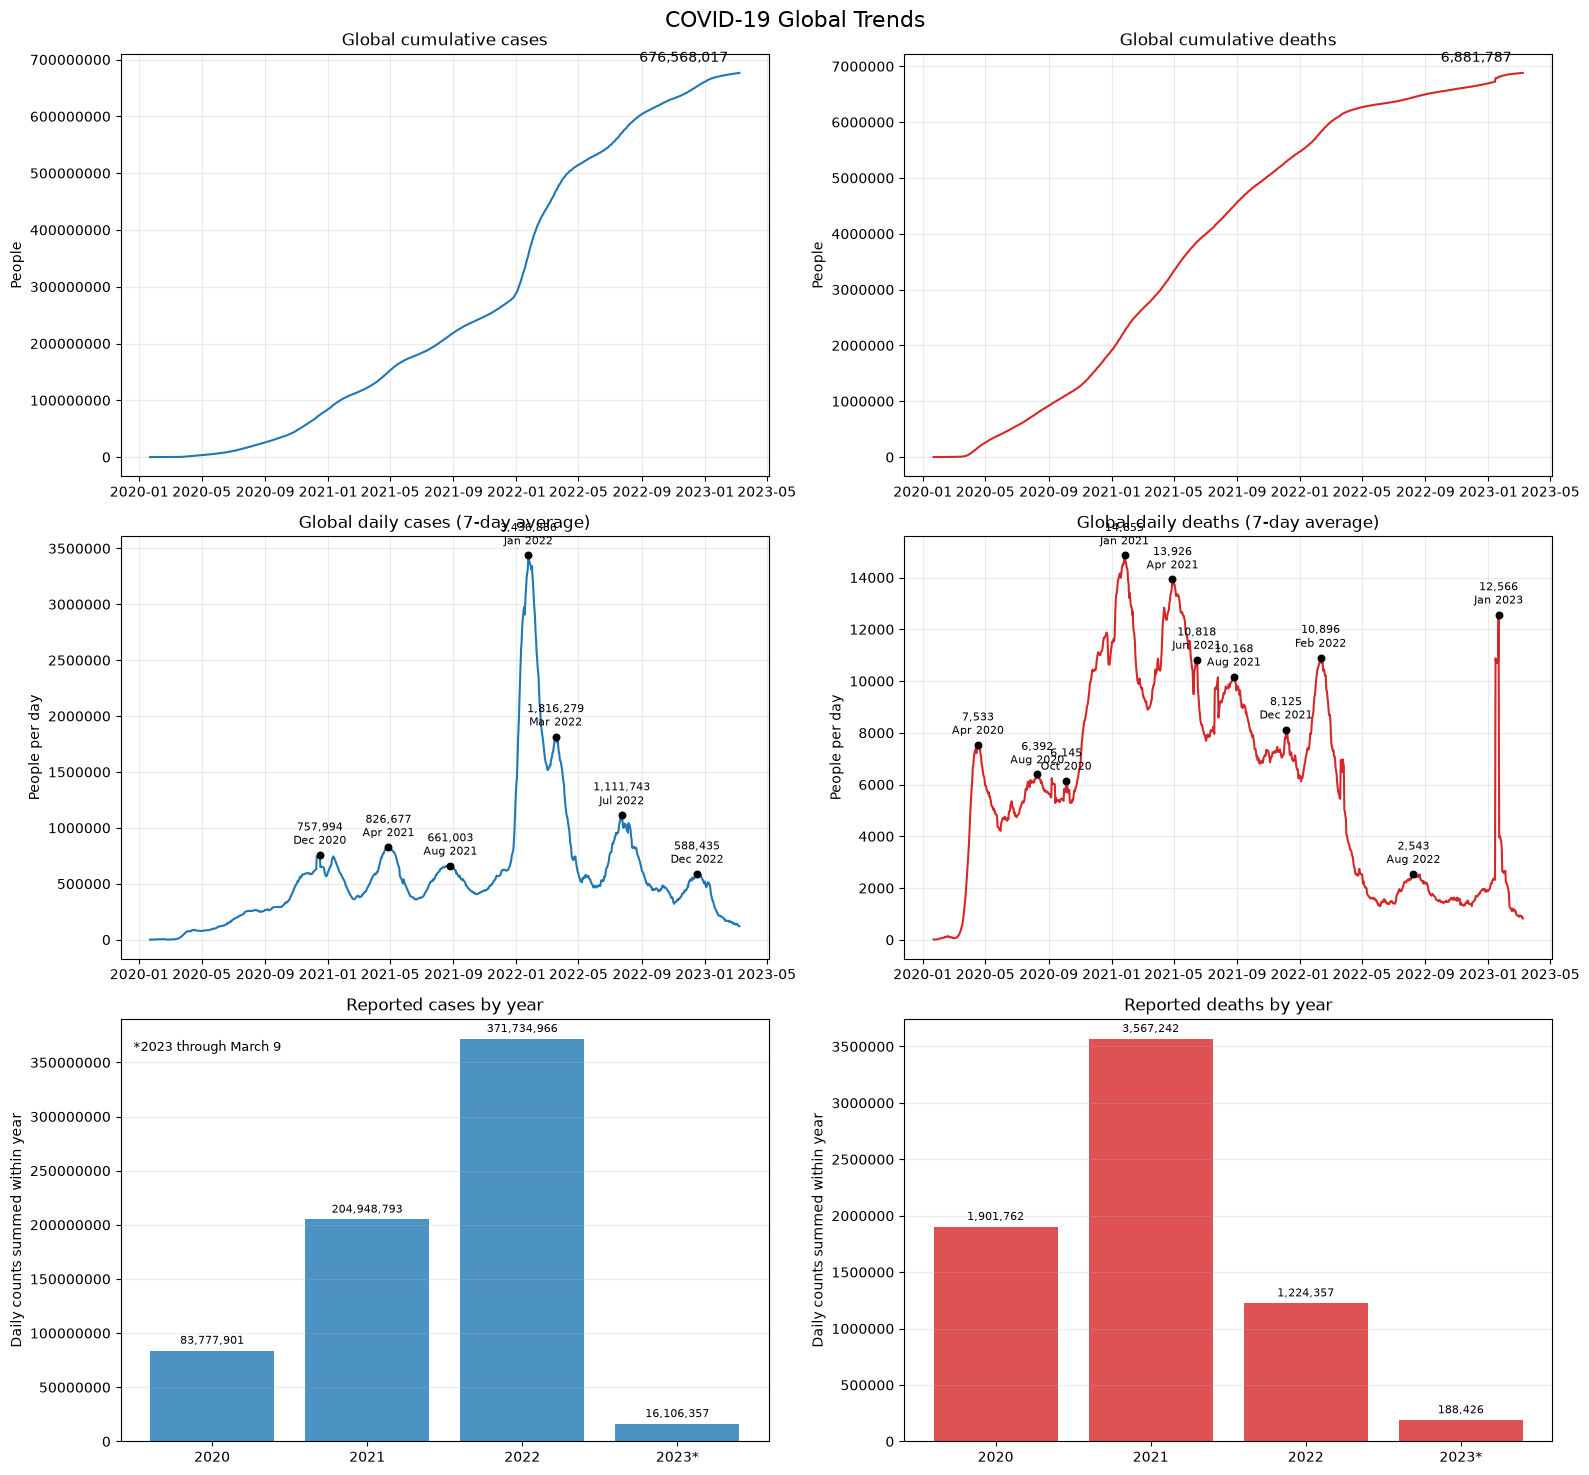 COVID-19 Global Trends
Global cumulative cases
676,568,017
People
700000000
600000000
500000000
400000000
300000000
200000000
100000000
0
2020-01 2020-05 2020-09 2021-01 2021-05 2021-09 2022-01 2022-05 2022-09 2023-01 2023-05
Global cumulative deaths
6,881,787
People
7000000
6000000
5000000
4000000
3000000
2000000
1000000
0
2020-01 2020-05 2020-09 2021-01 2021-05 2021-09 2022-01 2022-05 2022-09 2023-01 2023-05
Global daily cases (7-day average)
People per day
3500000
3000000
2500000
2000000
1500000
1000000
500000
0
757,994
Dec 2020
826,677
Apr 2021
661,003
Aug 2021
Jan 2022
1,816,279
Mar 2022
1,111,743
Jul 2022
588,435
Dec 2022
2020-01 2020-05 2020-09 2021-01 2021-05 2021-09 2022-01 2022-05 2022-09 2023-01 2023-05
Global daily deaths (7-day average)
People per day
14000
12000
10000
8000
6000
4000
2000
0
7,533
Apr 2020
6,392
Aug 2020
6,145
Oct 2020
Jan 2021
13,926
Apr 2021
10,818
Jun 2021
10,168
Aug 2021
8,125
Dec 2021
10,896
Feb 2022
2,543
Aug 2022
12,566
Jan 2023
2020-01 2020-05 2020-09 2021-01 2021-05 2021-09 2022-01 2022-05 2022-09 2023-01 2023-05
Reported cases by year
*2023 through March 9
Daily counts summed within year
350000000
300000000
250000000
200000000
150000000
100000000
50000000
0
83,777,901
204,948,793
371,734,966
16,106,357
2020 2021 2022 2023*
Reported deaths by year
Daily counts summed within year
3500000
3000000
2500000
2000000
1500000
1000000
500000
0
1,901,762
3,567,242
1,224,357
188,426
2020 2021 2022 2023*